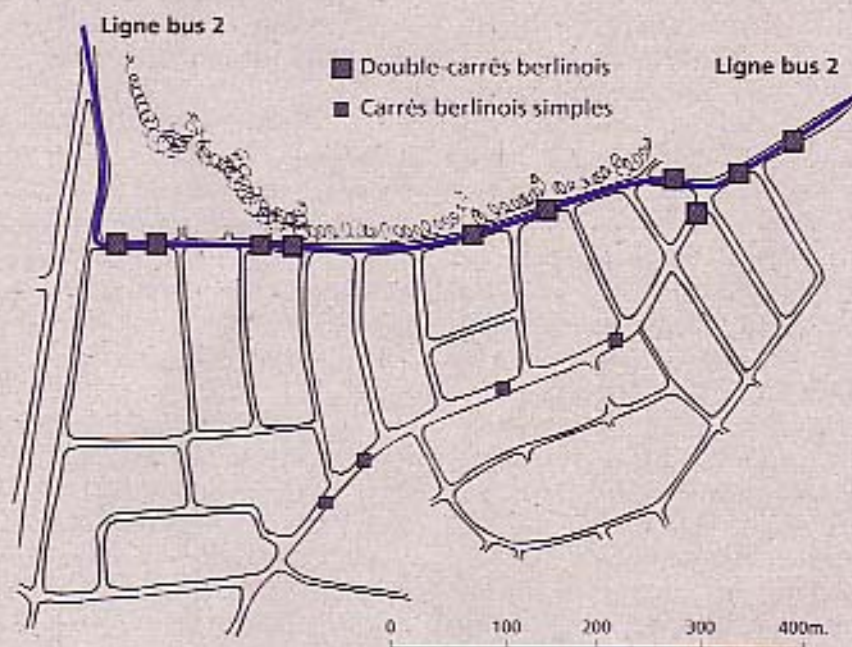 Ligne bus 2
Double-carrés berlinois
Ligne bus 2
Carrés berlinois simples
0 100 200 300 400m.